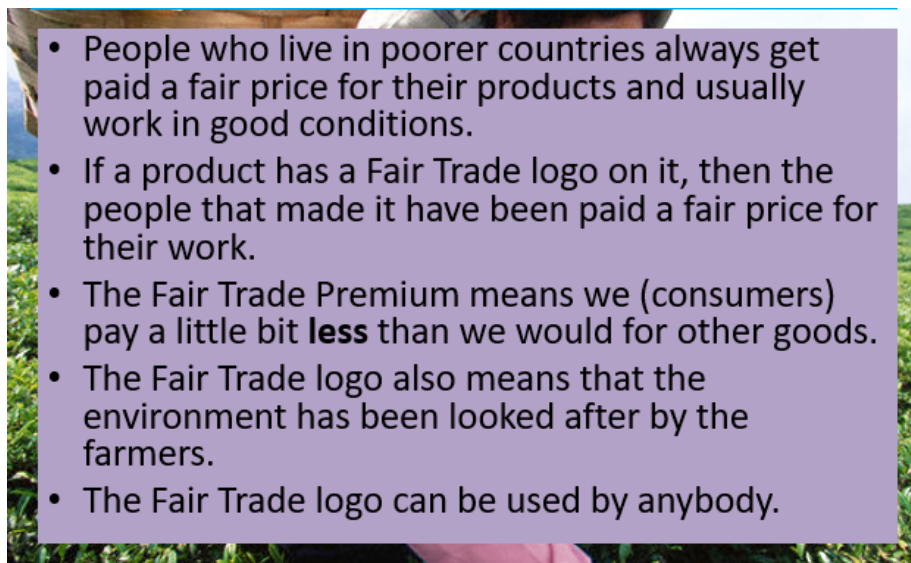 • People who live in poorer countries always get
paid a fair price for their products and usually
work in good conditions.
• If a product has a Fair Trade logo on it, then the
people that made it have been paid a fair price for
their work.
• The Fair Trade Premium means we (consumers)
pay a little bit less than we would for other goods.
• The Fair Trade logo also means that the
environment has been looked after by the
farmers.
• The Fair Trade logo can be used by anybody.